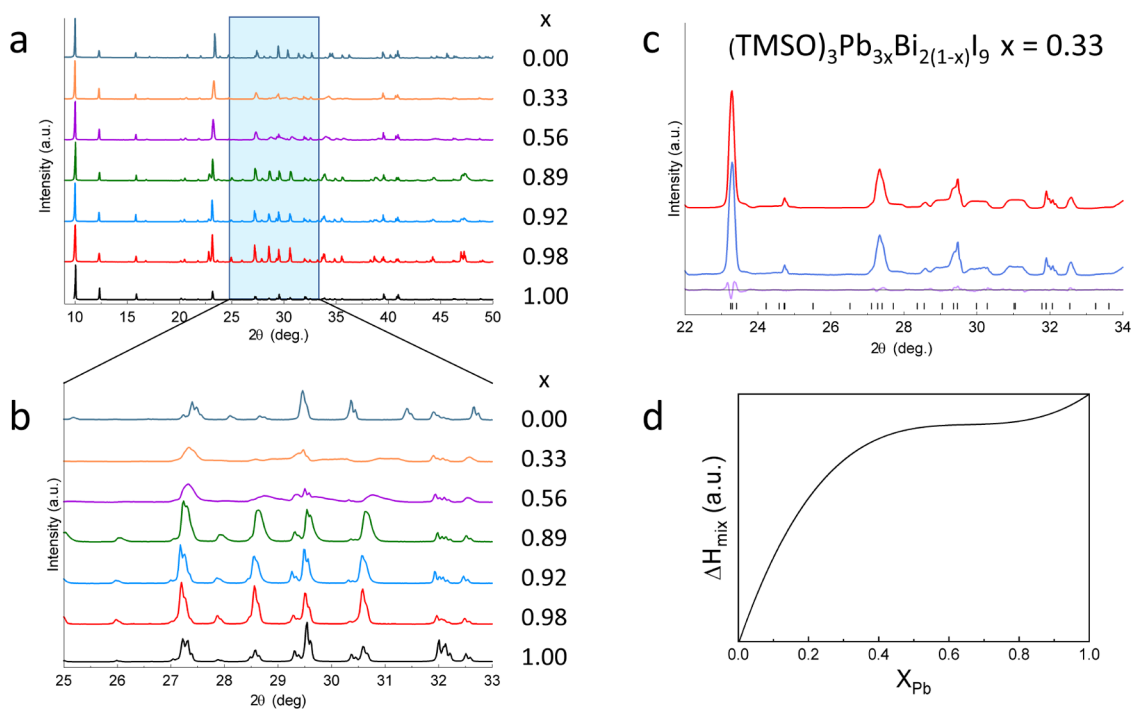 a
x
0.00
0.33
0.56
0.89
0.92
0.98
1.00
Intensity (a.u.)
10 15 20 25 30 35 40 45 50
2θ (deg.)
b
x
0.00
0.33
0.56
0.89
0.92
0.98
1.00
Intensity (a.u.)
25 26 27 28 29 30 31 32 33
2θ (deg)
c
(TMSO)₃Pb₃ₓBi₂₍₁₋ₓ₎I₉ x = 0.33
Intensity (a.u.)
22 24 26 28 30 32 34
2θ (deg.)
d
ΔHmix (a.u.)
0.0 0.2 0.4 0.6 0.8 1.0
XPb